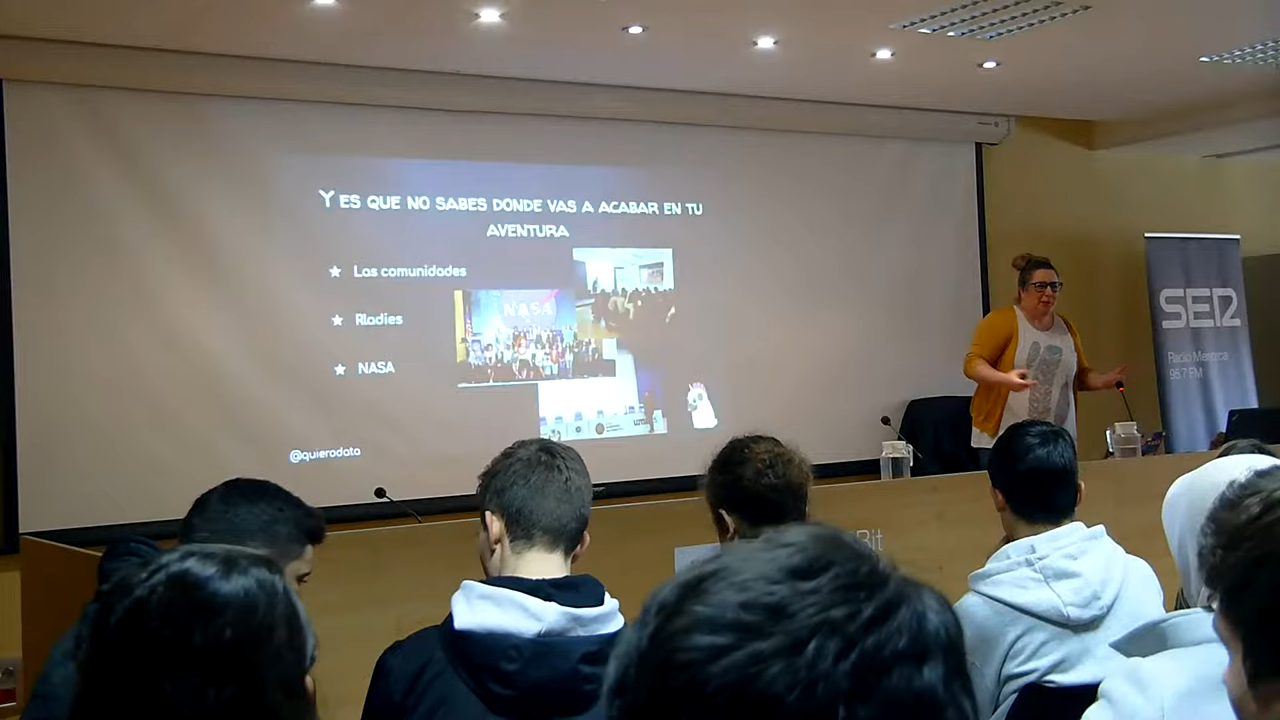 Y ES QUE NO SABES DONDE VAS A ACABAR EN TU
AVENTURA
Las comunidades
Rladies
NASA
NASA
@quierodata
SER
Radio Menorca
95.7 FM
Bit